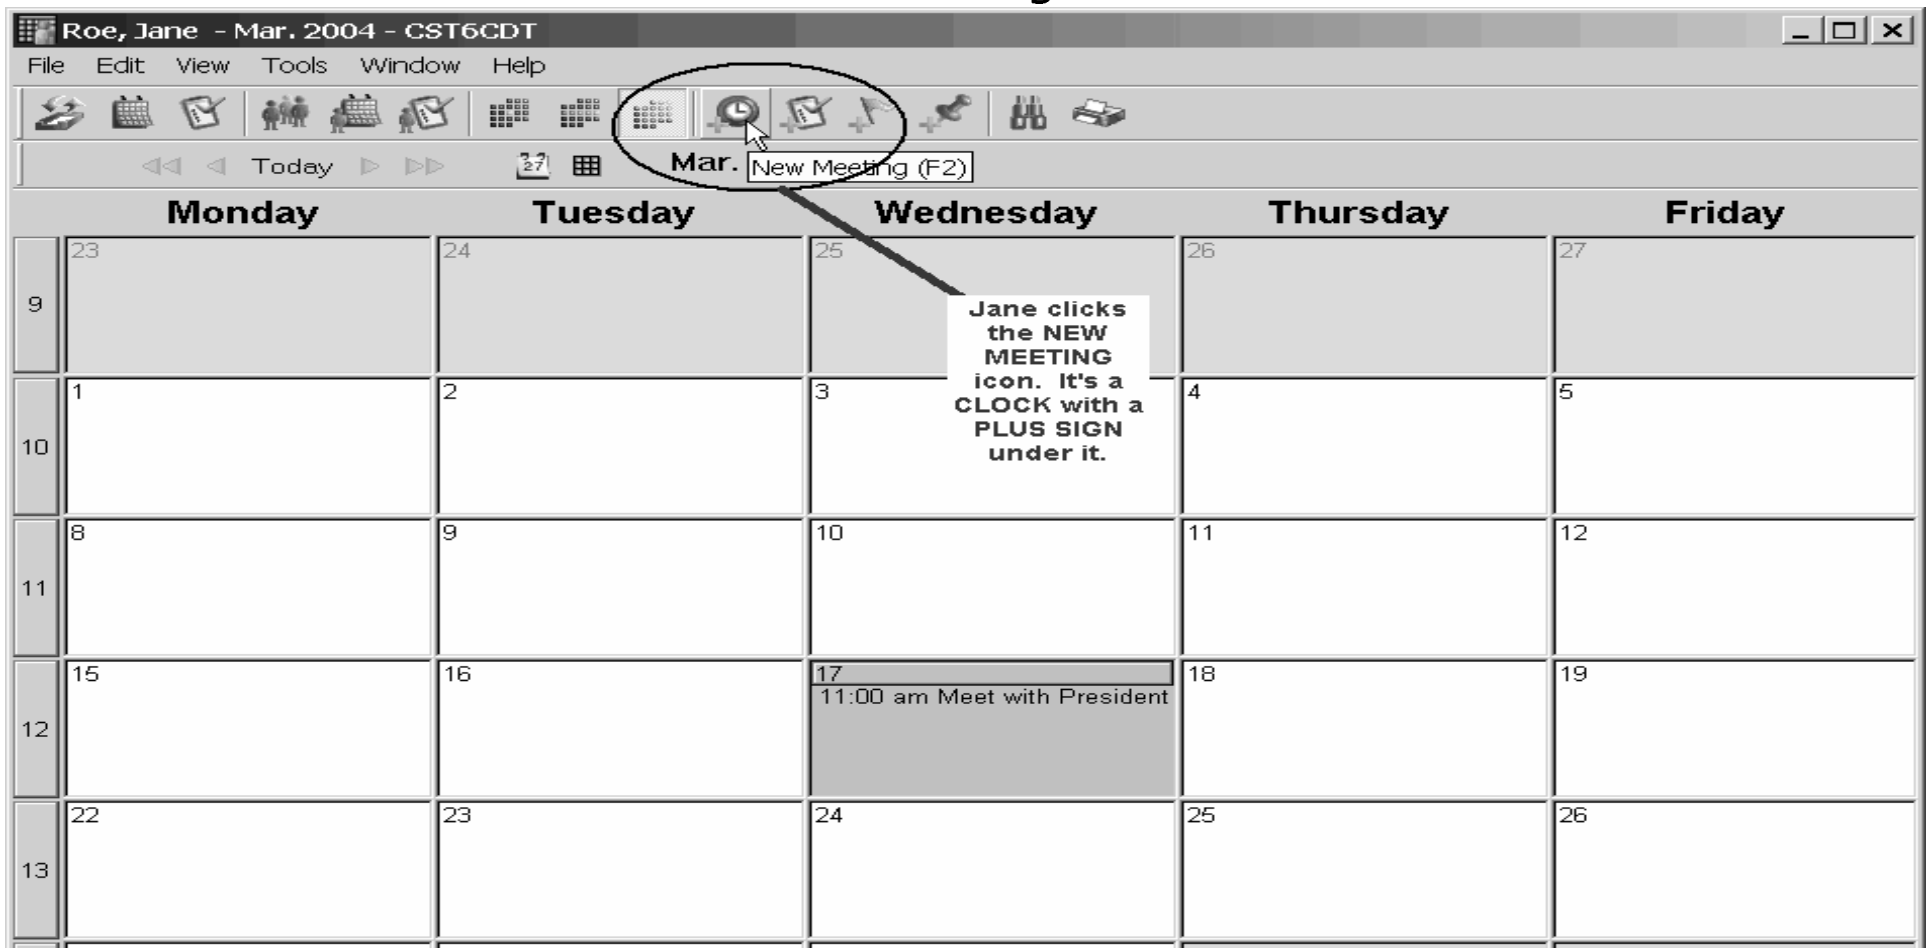 Roe, Jane - Mar. 2004 - CST6CDT
File Edit View Tools Window Help
Today 27 Mar. New Meeting (F2)
Monday Tuesday Wednesday Thursday Friday
9 23 24 25 26 27
Jane clicks
the NEW
MEETING
icon. It's a
CLOCK with a
PLUS SIGN
under it.
10 1 2 3 4 5
11 8 9 10 11 12
12 15 16 17 18 19
11:00 am Meet with President
13 22 23 24 25 26